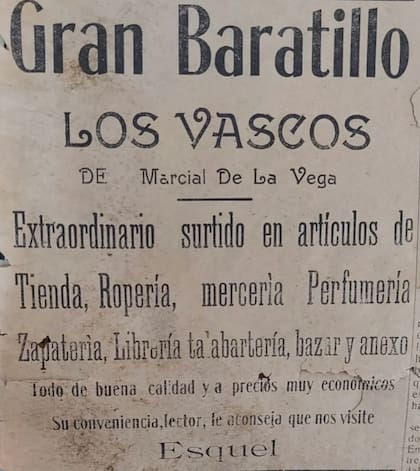 Gran Baratillo
LOS VASCOS
DE Marcial De La Vega
Extraordinario surtido en artículos de
Tienda, Ropería, mercerìa Perfumería
Zapaterìa, Librería ta'abartería, bazar y anexo
Todo de buena calidad y a precios muy económicos
Su conveniencia, lector, le aconseja que nos visite
Esquel